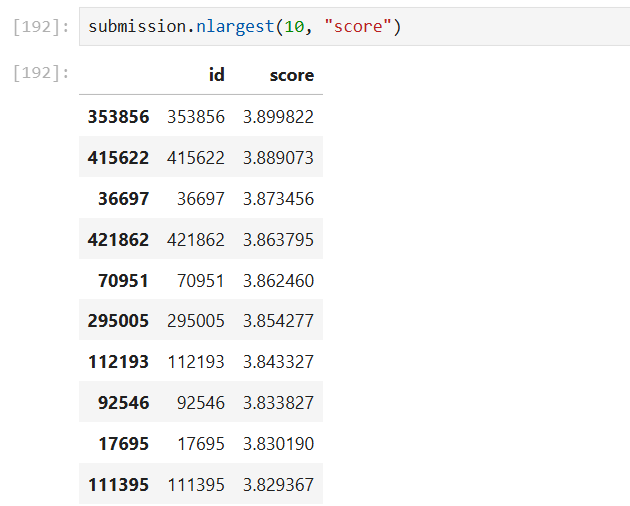 [192]: submission.nlargest(10, "score")
[192]:
id score
353856 353856 3.899822
415622 415622 3.889073
36697 36697 3.873456
421862 421862 3.863795
70951 70951 3.862460
295005 295005 3.854277
112193 112193 3.843327
92546 92546 3.833827
17695 17695 3.830190
111395 111395 3.829367